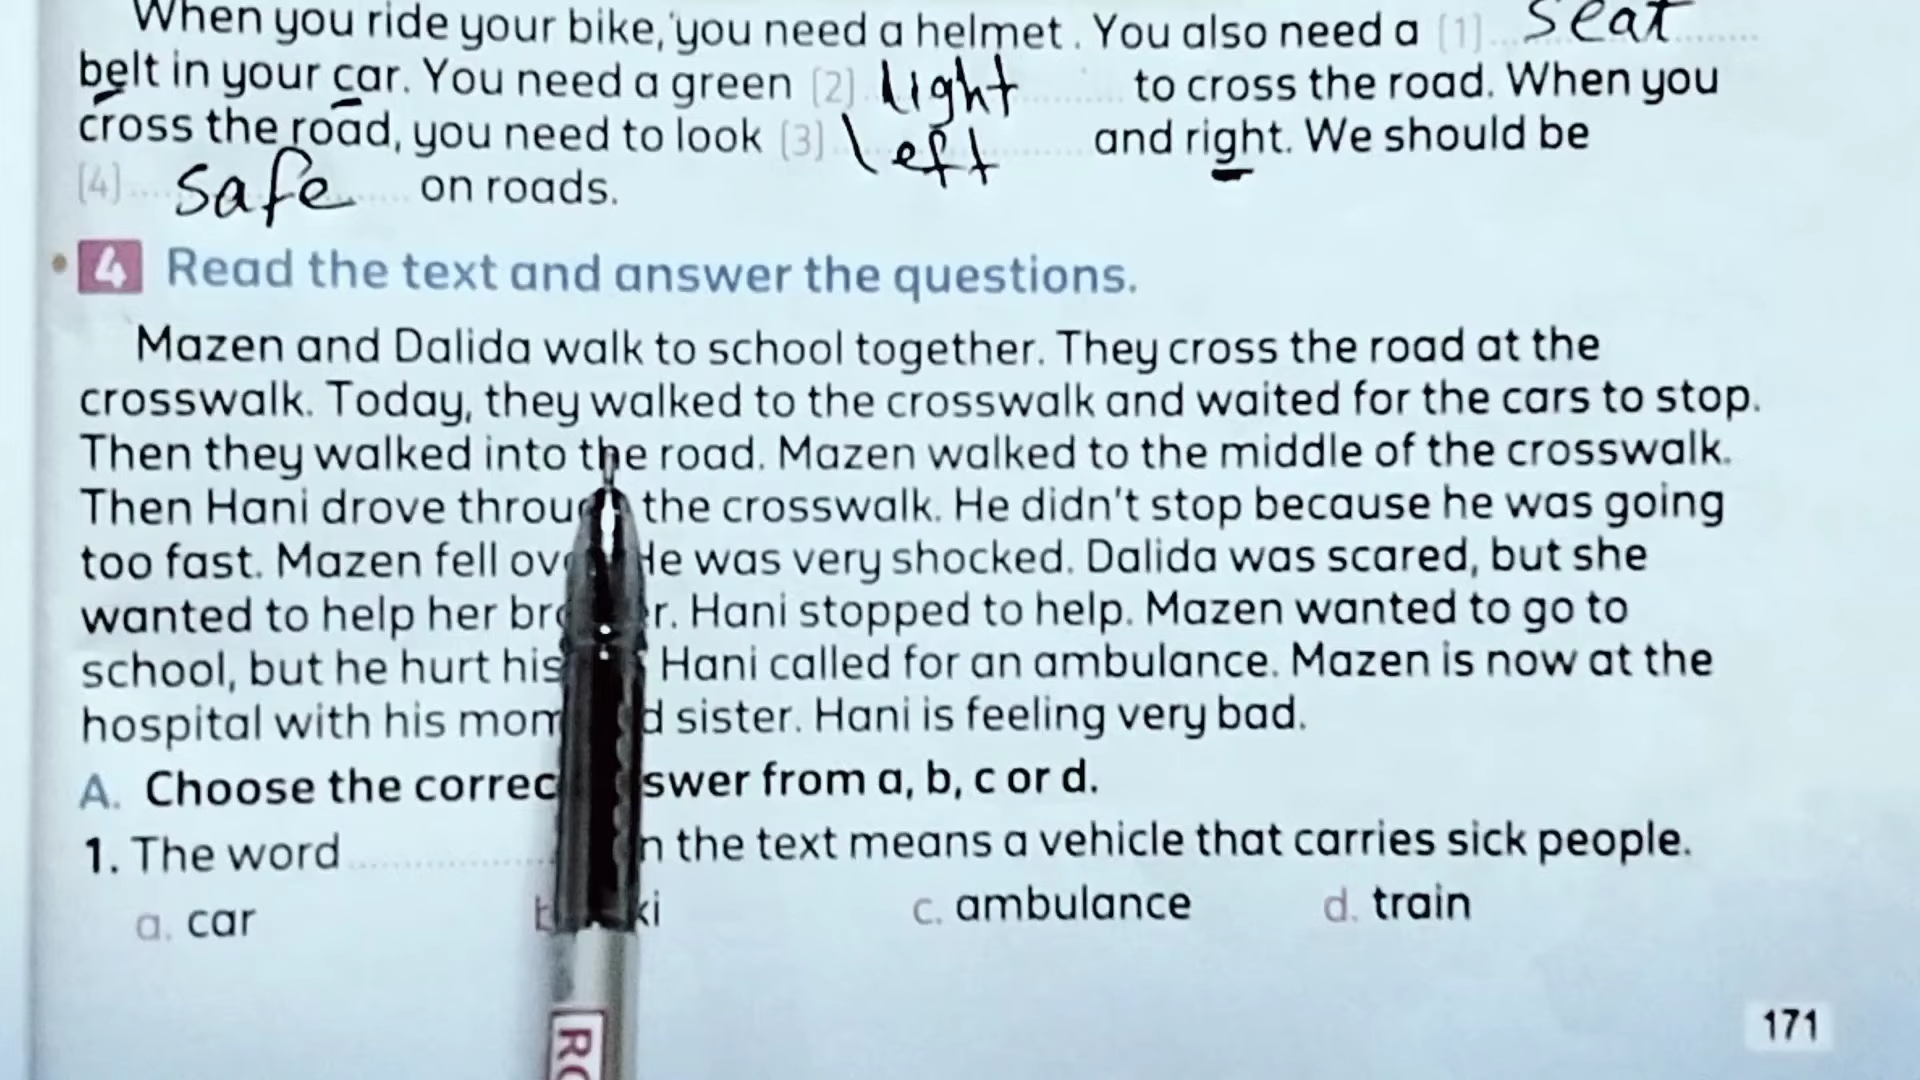 When you ride your bike, you need a helmet. You also need a (1) seat
belt in your car. You need a green (2) light to cross the road. When you
cross the road, you need to look (3) left and right. We should be
(4) safe on roads.
4 Read the text and answer the questions.
Mazen and Dalida walk to school together. They cross the road at the
crosswalk. Today, they walked to the crosswalk and waited for the cars to stop.
Then they walked into the road. Mazen walked to the middle of the crosswalk.
Then Hani drove through the crosswalk. He didn't stop because he was going
too fast. Mazen fell over. He was very shocked. Dalida was scared, but she
wanted to help her brother. Hani stopped to help. Mazen wanted to go to
school, but he hurt his Hani called for an ambulance. Mazen is now at the
hospital with his mom and sister. Hani is feeling very bad.
A. Choose the correct answer from a, b, c or d.
1. The word in the text means a vehicle that carries sick people.
a. car b. c. ambulance d. train
171